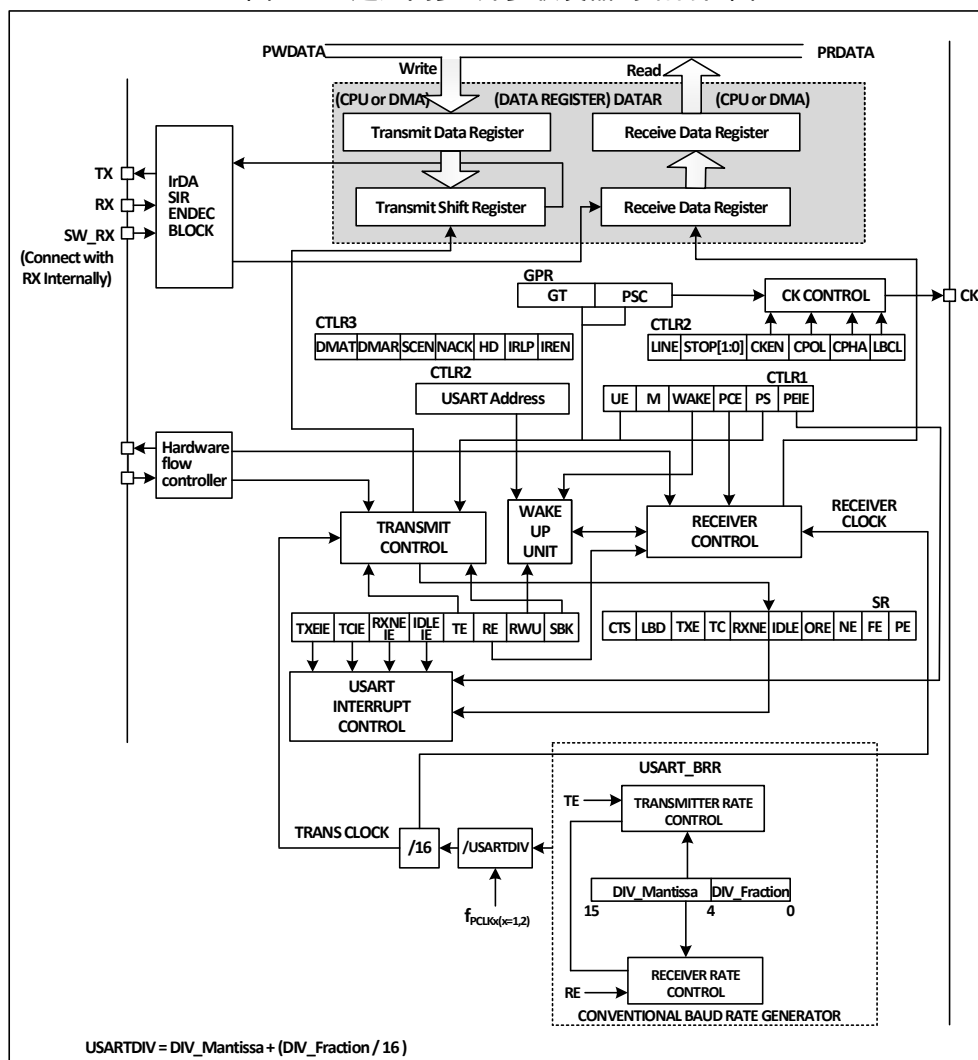 PWDATA
PRDATA
Write
Read
(CPU or DMA)
(DATA REGISTER) DATAR
(CPU or DMA)
Transmit Data Register
Receive Data Register
TX
RX
SW_RX
(Connect with
RX Internally)
IrDA
SIR
ENDEC
BLOCK
Transmit Shift Register
Receive Data Register
GPR
GT
PSC
CK CONTROL
CK
CTLR3
DMAT DMAR SCEN NACK HD IRLP IREN
CTLR2
LINE STOP[1:0] CKEN CPOL CPHA LBCL
CTLR2
USART Address
CTLR1
UE M WAKE PCE PS PEIE
Hardware
flow
controller
TRANSMIT
CONTROL
WAKE
UP
UNIT
RECEIVER
CONTROL
RECEIVER
CLOCK
TXEIE TCIE RXNE
IE IDLE
IE TE RE RWU SBK
SR
CTS LBD TXE TC RXNE IDLE ORE NE FE PE
USART
INTERRUPT
CONTROL
USART_BRR
TE
TRANSMITTER RATE
CONTROL
TRANS CLOCK
/16
/USARTDIV
fPCLKx(x=1,2)
DIV_Mantissa DIV_Fraction
15 4 0
RE
RECEIVER RATE
CONTROL
CONVENTIONAL BAUD RATE GENERATOR
USARTDIV = DIV_Mantissa + (DIV_Fraction / 16 )